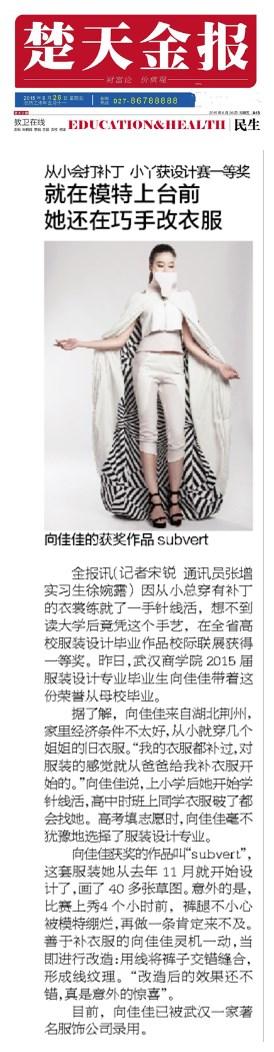 楚天金报
财富论 价值观
2015年6月26日 星期五
027-86788888
教卫在线
EDUCATION&HEALTH
民生
从小会打补丁 小丫获设计赛一等奖
就在模特上台前
她还在巧手改衣服
向佳佳的获奖作品 subvert
金报讯(记者宋锐 通讯员张增
实习生徐婉露) 因从小总穿有补丁
的衣裳练就了一手针线活，想不到
读大学后竟凭这个手艺，在全省高
校服装设计毕业作品校际联展获得
一等奖。昨日，武汉商学院 2015 届
服装设计专业毕业生向佳佳带着这
份荣誉从母校毕业。
据了解，向佳佳来自湖北荆州，
家里经济条件不太好，从小就穿几个
姐姐的旧衣服。“我的衣服都补过，对
服装的感觉就从爸爸给我补衣服开
始的。”向佳佳说，上小学后她开始学
针线活，高中时班上同学衣服破了都
会找她。高考填志愿时，向佳佳毫不
犹豫地选择了服装设计专业。
向佳佳获奖的作品叫“subvert”，
这套服装她从去年 11 月就开始设
计了，画了 40 多张草图。意外的是，
比赛上秀4个小时前，裤腿不小心
被模特绷烂，再做一条肯定来不及。
善于补衣服的向佳佳灵机一动，当
即进行改造：用线将裤子交错缝合，
形成线纹理。“改造后的效果还不
错，真是意外的惊喜”。
目前，向佳佳已被武汉一家著
名服饰公司录用。